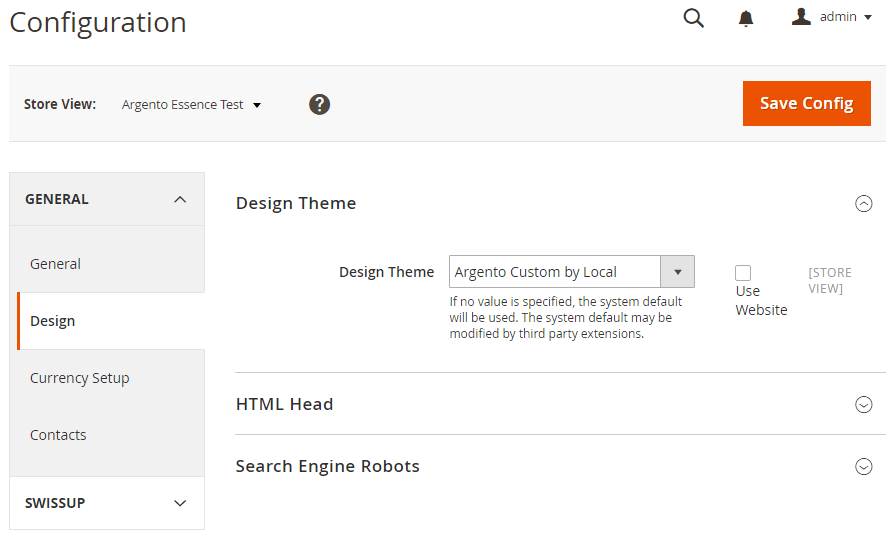 Configuration
admin
Store View: Argento Essence Test
?
Save Config
GENERAL
General
Design
Currency Setup
Contacts
SWISSUP
Design Theme
Design Theme
Argento Custom by Local
If no value is specified, the system default
will be used. The system default may be
modified by third party extensions.
Use
Website
[STORE
VIEW]
HTML Head
Search Engine Robots